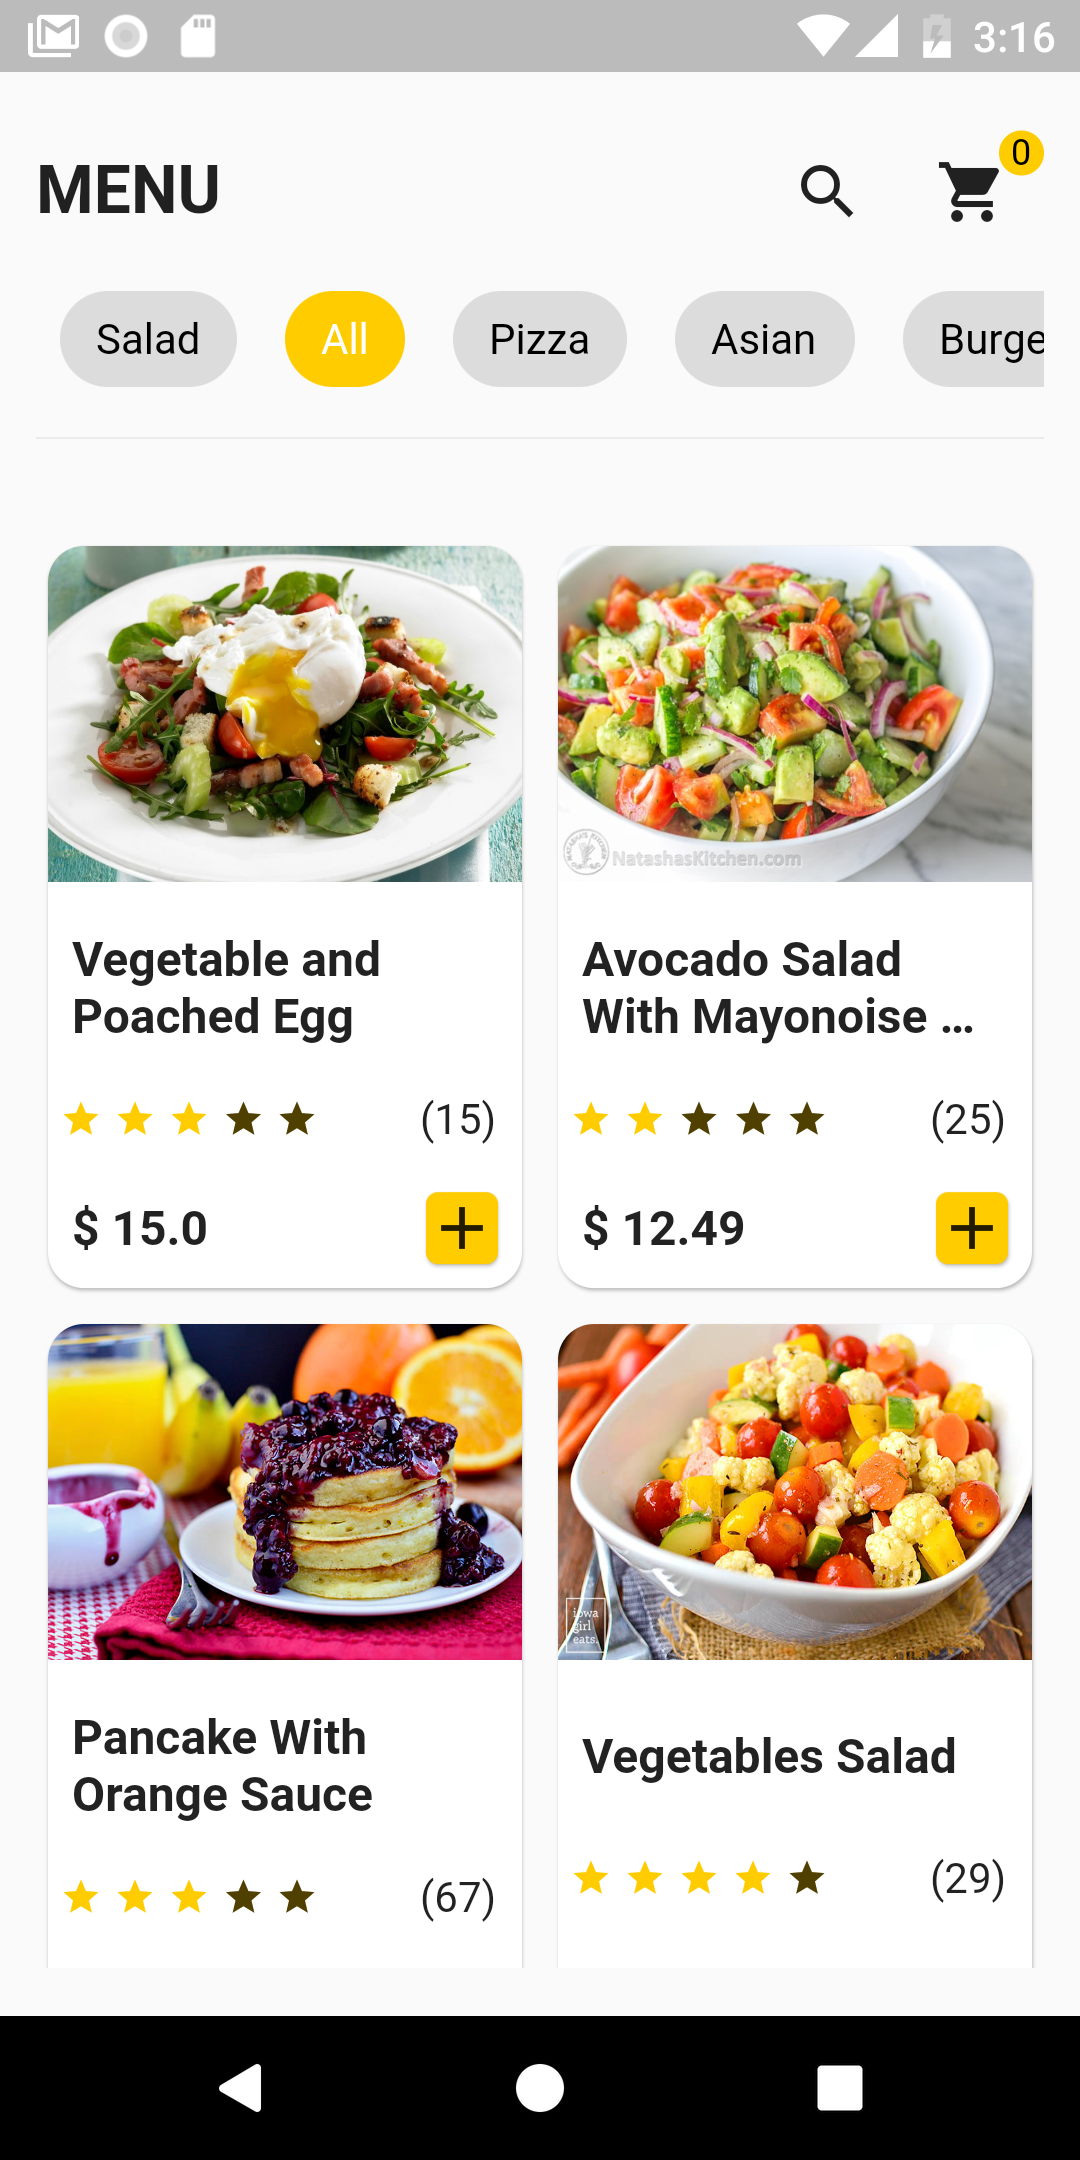 3:16
MENU
0
Salad
All
Pizza
Asian
Burge
NatashasKitchen.com
Vegetable and
Poached Egg
Avocado Salad
With Mayonoise ...
(15)
(25)
$ 15.0
$ 12.49
iowa
girl
eats.
Pancake With
Orange Sauce
Vegetables Salad
(67)
(29)